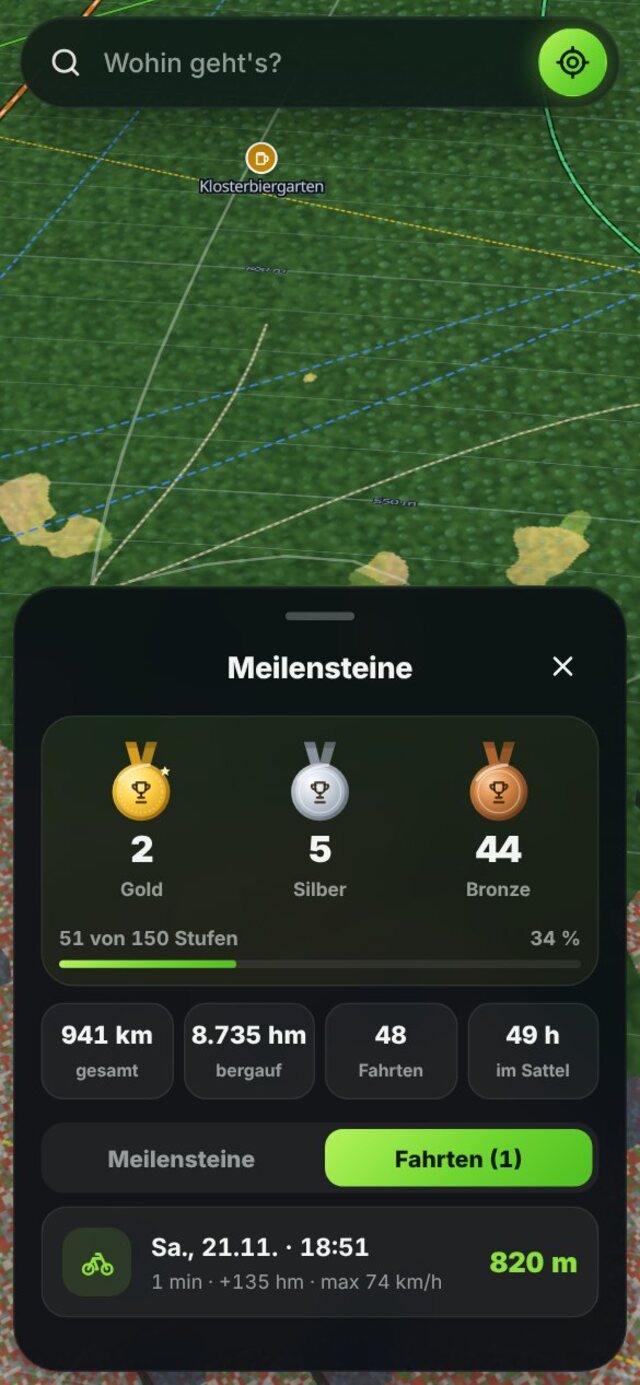 Wohin geht's?
Klosterbiergarten
550 m
Meilensteine
2
5
44
Gold
Silber
Bronze
51 von 150 Stufen
34 %
941 km
8.735 hm
48
49 h
gesamt
bergauf
Fahrten
im Sattel
Meilensteine
Fahrten (1)
Sa., 21.11. · 18:51
820 m
1 min · +135 hm · max 74 km/h